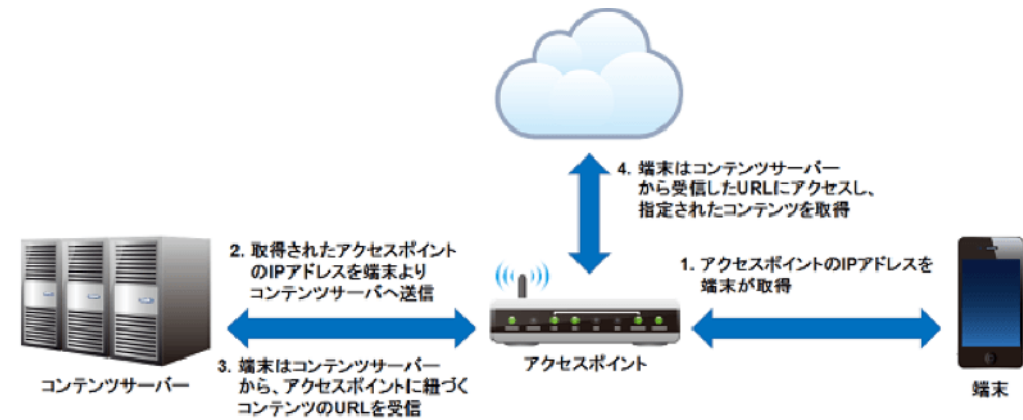 4. 端末はコンテンツサーバー
から受信したURLにアクセスし、
指定されたコンテンツを取得
2. 取得されたアクセスポイント
のIPアドレスを端末より
コンテンツサーバへ送信
1. アクセスポイントのIPアドレスを
端末が取得
アクセスポイント
3. 端末はコンテンツサーバー
から、アクセスポイントに紐づく
コンテンツのURLを受信
コンテンツサーバー
端末